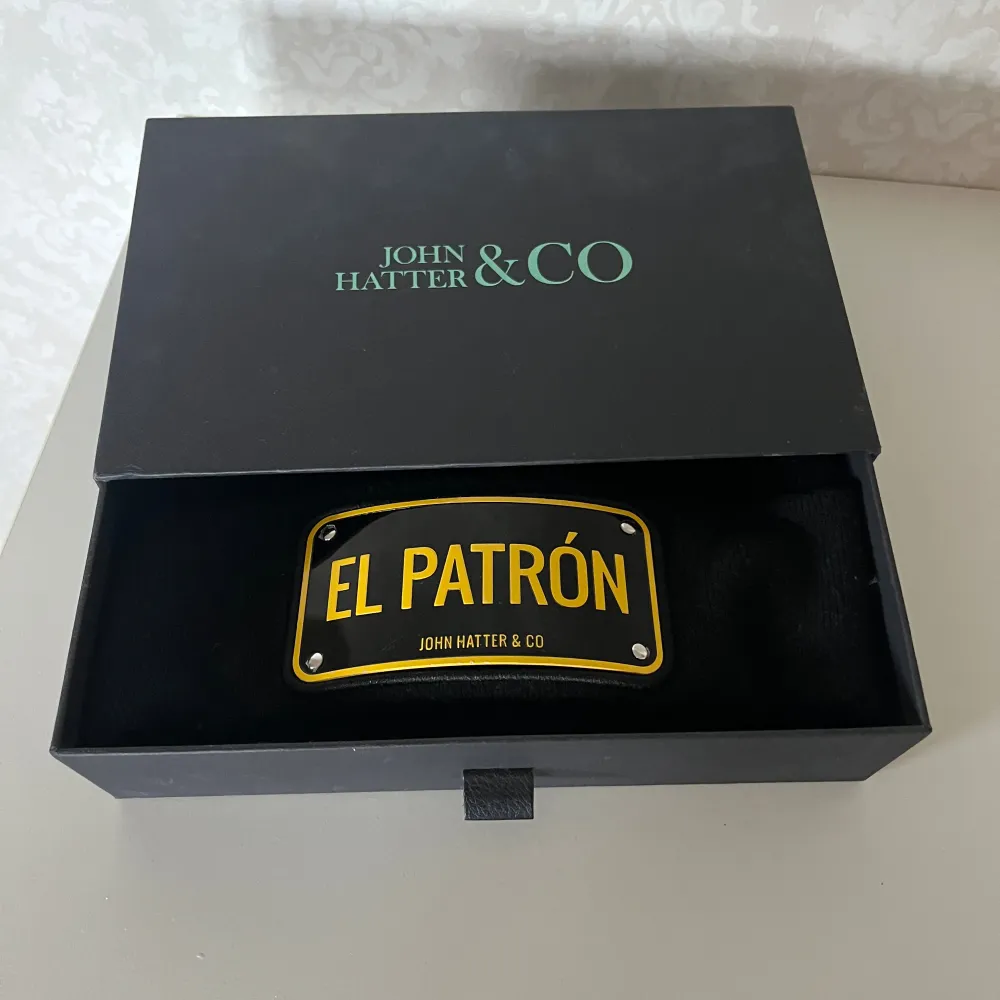 JOHN
HATTER &CO
EL PATRÓN
JOHN HATTER & CO